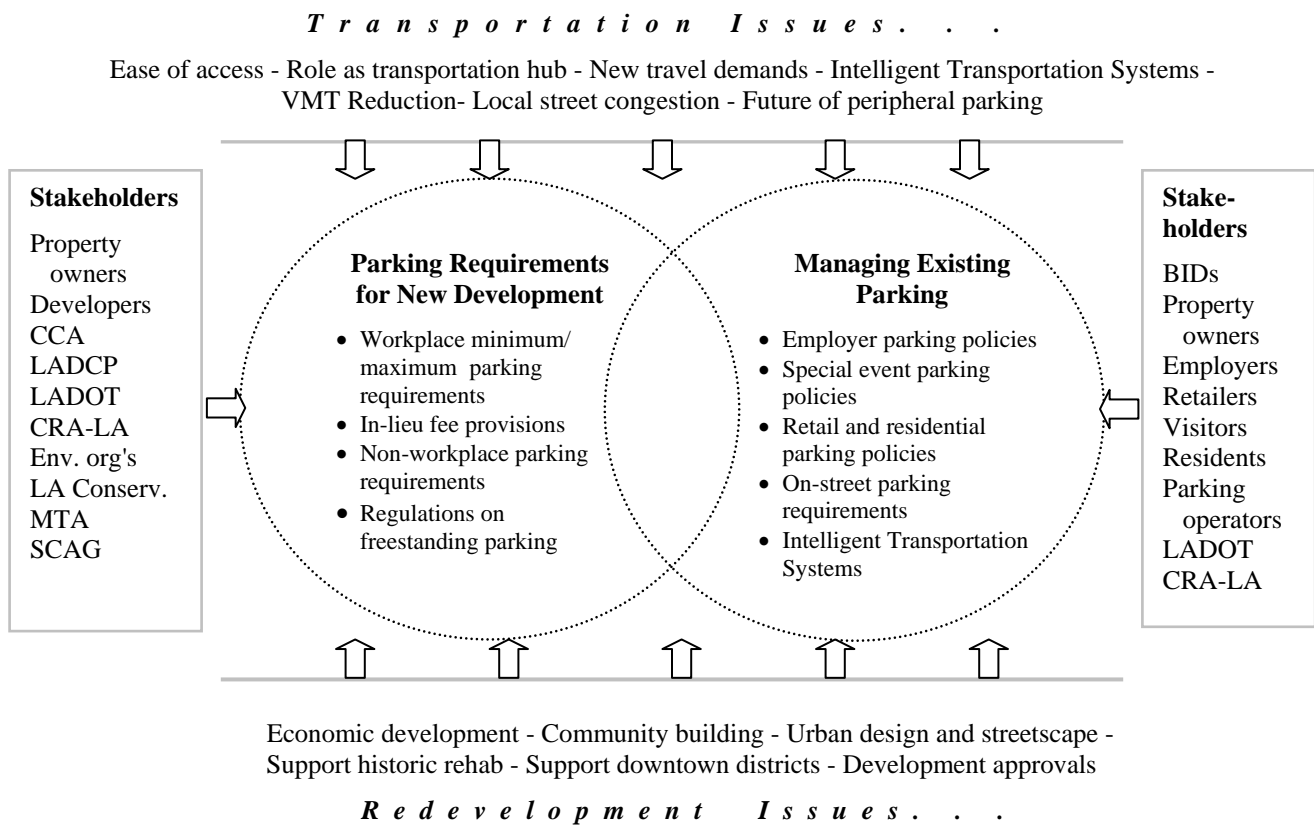 Transportation Issues. . .
Ease of access - Role as transportation hub - New travel demands - Intelligent Transportation Systems -
VMT Reduction- Local street congestion - Future of peripheral parking
Stakeholders
Property
owners
Developers
CCA
LADCP
LADOT
CRA-LA
Env. org's
LA Conserv.
MTA
SCAG
Parking Requirements
for New Development
• Workplace minimum/
maximum parking
requirements
• In-lieu fee provisions
• Non-workplace parking
requirements
• Regulations on
freestanding parking
Managing Existing
Parking
• Employer parking policies
• Special event parking
policies
• Retail and residential
parking policies
• On-street parking
requirements
• Intelligent Transportation
Systems
Stake-
holders
BIDs
Property
owners
Employers
Retailers
Visitors
Residents
Parking
operators
LADOT
CRA-LA
Economic development - Community building - Urban design and streetscape -
Support historic rehab - Support downtown districts - Development approvals
Redevelopment Issues. . .